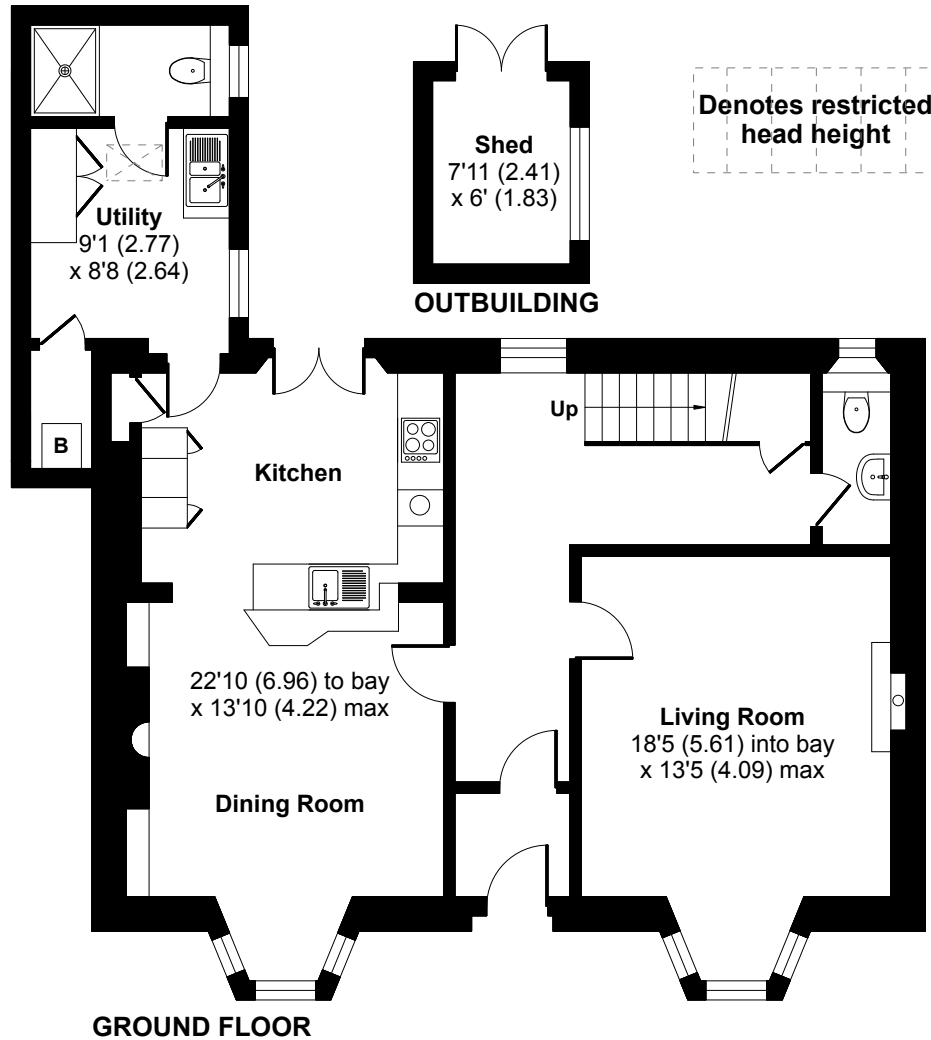 Shed
7'11 (2.41)
x 6' (1.83)
Denotes restricted
head height
Utility
9'1 (2.77)
x 8'8 (2.64)
OUTBUILDING
Up
B
Kitchen
22'10 (6.96) to bay
x 13'10 (4.22) max
Living Room
18'5 (5.61) into bay
x 13'5 (4.09) max
Dining Room
GROUND FLOOR